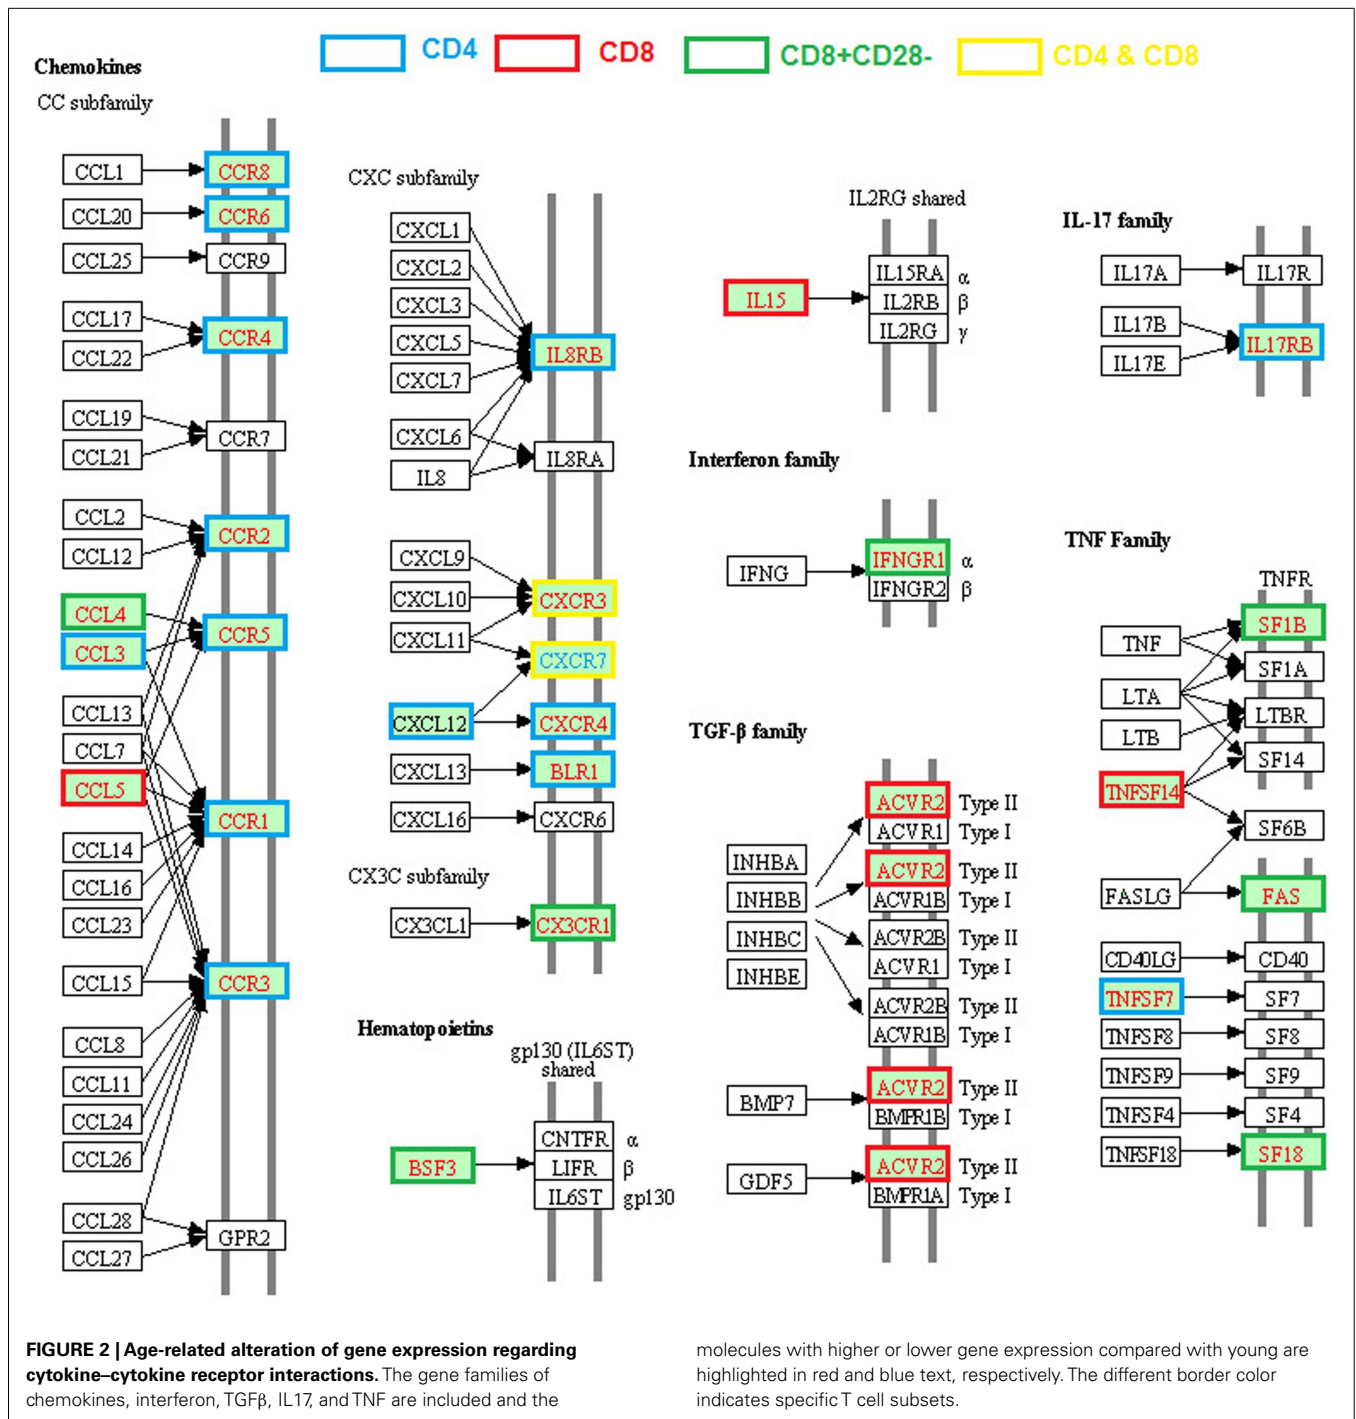 CD4
CD8
CD8+CD28-
CD4 & CD8
Chemokines
CC subfamily
CCL1
CCR8
CCL20
CCR6
CCL25
CCR9
CCL17
CCR4
CCL22
CCL19
CCR7
CCL21
CCL2
CCR2
CCL12
CCL4
CCR5
CCL3
CCL13
CCL7
CCL5
CCR1
CCL14
CCL16
CCL23
CCL15
CCR3
CCL8
CCL11
CCL24
CCL26
CCL28
GPR2
CCL27
CXC subfamily
CXCL1
CXCL2
CXCL3
CXCL5
IL8RB
CXCL7
CXCL6
IL8RA
IL8
CXCL9
CXCL10
CXCR3
CXCL11
CXCR7
CXCL12
CXCR4
CXCL13
BLR1
CXCL16
CXCR6
CX3C subfamily
CX3CL1
CX3CR1
Hematopoietins
gp130 (IL6ST)
shared
CNTFR α
BSF3
LIFR β
IL6ST gp130
IL2RG shared
IL15RA α
IL15
IL2RB β
IL2RG γ
Interferon family
IFNGR1 α
IFNG
IFNGR2 β
TGF-β family
ACVR2 Type II
ACVR1 Type I
INHBA
ACVR2 Type II
INHBB
ACVR1B Type I
INHBC
ACVR2B Type II
ACVR1 Type I
INHBE
ACVR2B Type II
ACVR1B Type I
ACVR2 Type II
BMP7
BMPR1B Type I
ACVR2 Type II
GDF5
BMPR1A Type I
IL-17 family
IL17A
IL17R
IL17B
IL17RB
IL17E
TNF Family
TNFR
SF1B
TNF
SF1A
LTA
LTBR
LTB
SF14
TNFSF14
SF6B
FASLG
FAS
CD40LG
CD40
TNFSF7
SF7
TNFSF8
SF8
TNFSF9
SF9
TNFSF4
SF4
TNFSF18
SF18
FIGURE 2 | Age-related alteration of gene expression regarding
cytokine–cytokine receptor interactions. The gene families of
chemokines, interferon, TGFβ, IL17, and TNF are included and the
molecules with higher or lower gene expression compared with young are
highlighted in red and blue text, respectively. The different border color
indicates specific T cell subsets.